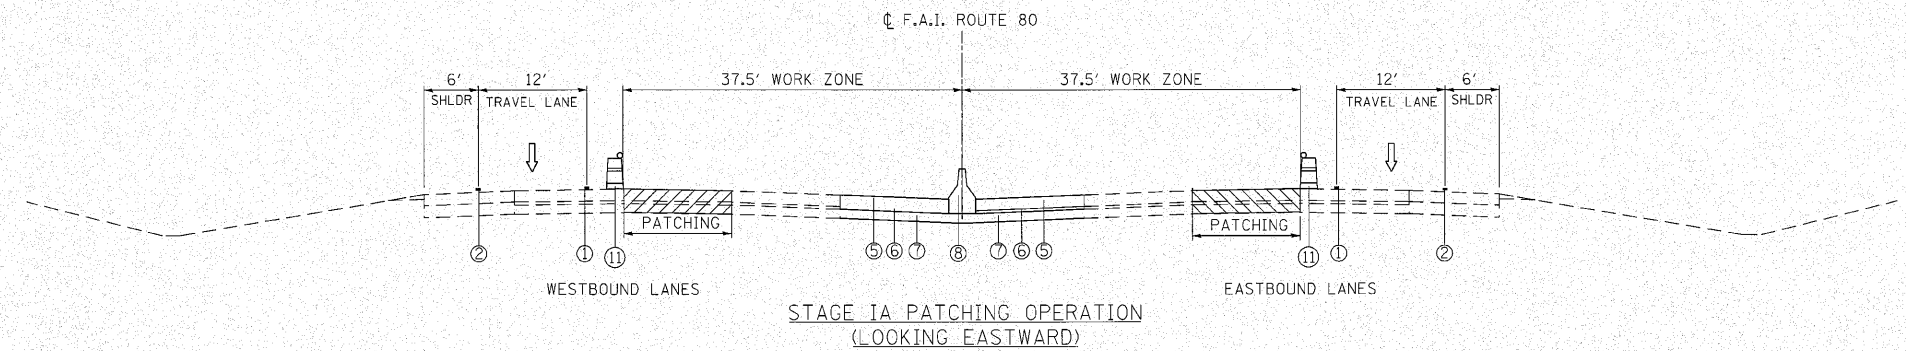 ℄ F.A.I. ROUTE 80
6' 12' 37.5' WORK ZONE 37.5' WORK ZONE 12' 6'
SHLDR TRAVEL LANE TRAVEL LANE SHLDR
PATCHING PATCHING
② ① ⑪ ⑤ ⑥ ⑦ ⑧ ⑦ ⑥ ⑤ ⑪ ① ②
WESTBOUND LANES EASTBOUND LANES
STAGE IA PATCHING OPERATION
(LOOKING EASTWARD)